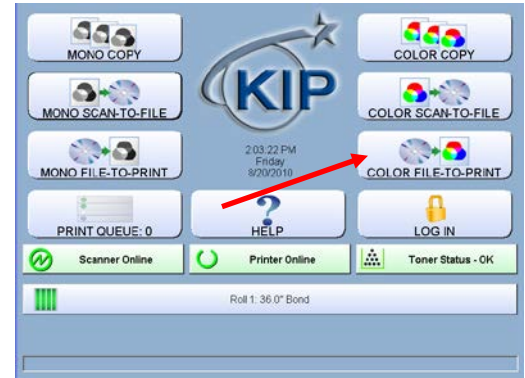 MONO COPY
KIP
COLOR COPY
MONO SCAN-TO-FILE
COLOR SCAN-TO-FILE
2:03:22 PM
Friday
8/20/2010
MONO FILE-TO-PRINT
COLOR FILE-TO-PRINT
PRINT QUEUE: 0
HELP
LOG IN
Scanner Online
Printer Online
Toner Status - OK
Roll 1: 36.0" Bond